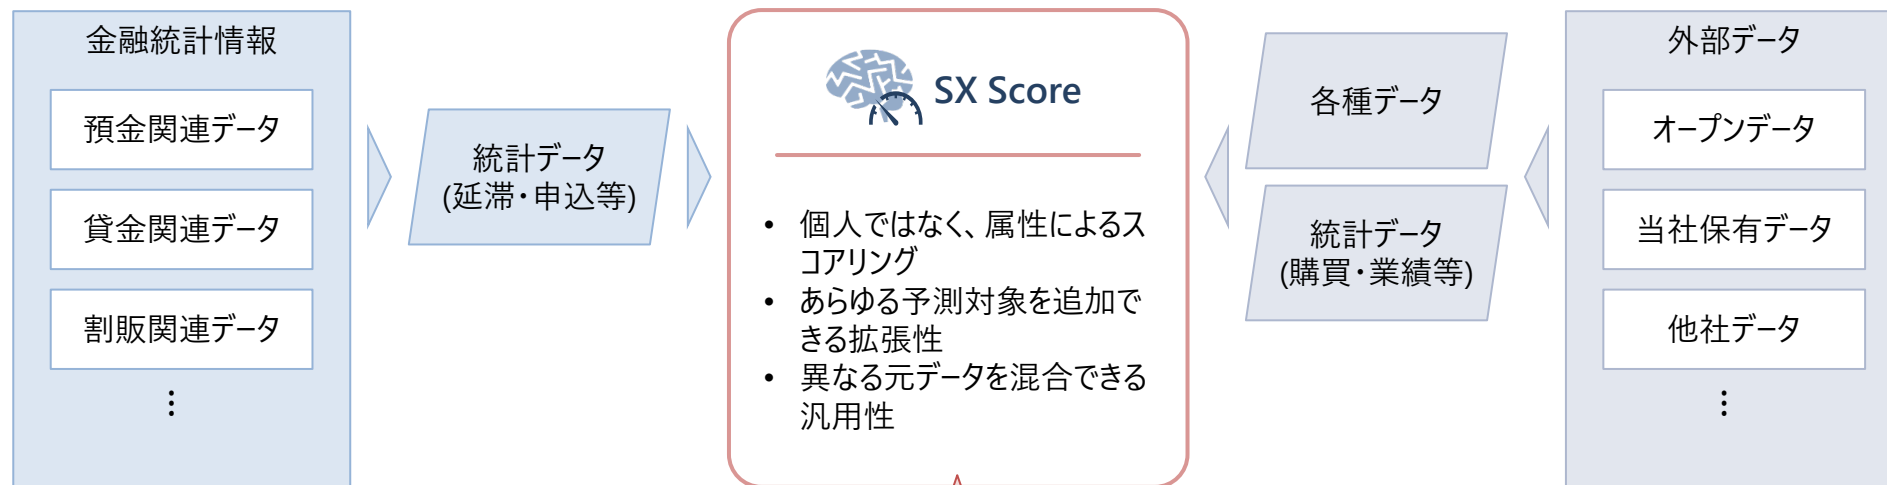 金融統計情報
預金関連データ
貸金関連データ
割販関連データ
⋮
統計データ
(延滞・申込等)
SX Score
• 個人ではなく、属性によるス
コアリング
• あらゆる予測対象を追加で
きる拡張性
• 異なる元データを混合できる
汎用性
各種データ
統計データ
(購買・業績等)
外部データ
オープンデータ
当社保有データ
他社データ
⋮